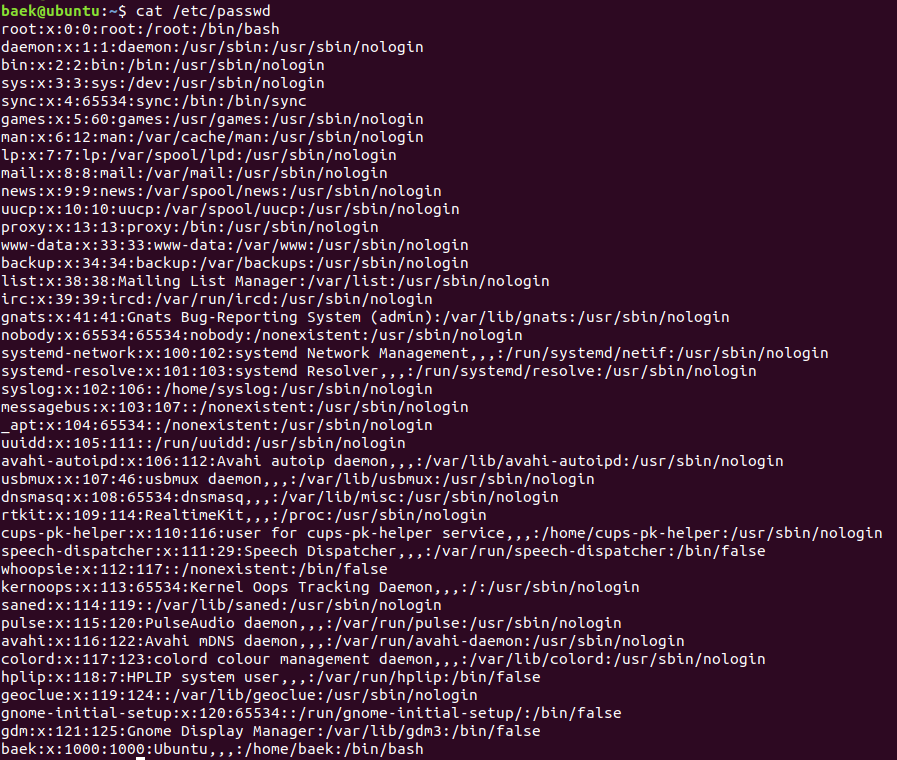 baek@ubuntu:~$ cat /etc/passwd
root:x:0:0:root:/root:/bin/bash
daemon:x:1:1:daemon:/usr/sbin:/usr/sbin/nologin
bin:x:2:2:bin:/bin:/usr/sbin/nologin
sys:x:3:3:sys:/dev:/usr/sbin/nologin
sync:x:4:65534:sync:/bin:/bin/sync
games:x:5:60:games:/usr/games:/usr/sbin/nologin
man:x:6:12:man:/var/cache/man:/usr/sbin/nologin
lp:x:7:7:lp:/var/spool/lpd:/usr/sbin/nologin
mail:x:8:8:mail:/var/mail:/usr/sbin/nologin
news:x:9:9:news:/var/spool/news:/usr/sbin/nologin
uucp:x:10:10:uucp:/var/spool/uucp:/usr/sbin/nologin
proxy:x:13:13:proxy:/bin:/usr/sbin/nologin
www-data:x:33:33:www-data:/var/www:/usr/sbin/nologin
backup:x:34:34:backup:/var/backups:/usr/sbin/nologin
list:x:38:38:Mailing List Manager:/var/list:/usr/sbin/nologin
irc:x:39:39:ircd:/var/run/ircd:/usr/sbin/nologin
gnats:x:41:41:Gnats Bug-Reporting System (admin):/var/lib/gnats:/usr/sbin/nologin
nobody:x:65534:65534:nobody:/nonexistent:/usr/sbin/nologin
systemd-network:x:100:102:systemd Network Management,,,:/run/systemd/netif:/usr/sbin/nologin
systemd-resolve:x:101:103:systemd Resolver,,,:/run/systemd/resolve:/usr/sbin/nologin
syslog:x:102:106::/home/syslog:/usr/sbin/nologin
messagebus:x:103:107::/nonexistent:/usr/sbin/nologin
_apt:x:104:65534::/nonexistent:/usr/sbin/nologin
uuidd:x:105:111::/run/uuidd:/usr/sbin/nologin
avahi-autoipd:x:106:112:Avahi autoip daemon,,,:/var/lib/avahi-autoipd:/usr/sbin/nologin
usbmux:x:107:46:usbmux daemon,,,:/var/lib/usbmux:/usr/sbin/nologin
dnsmasq:x:108:65534:dnsmasq,,,:/var/lib/misc:/usr/sbin/nologin
rtkit:x:109:114:RealtimeKit,,,:/proc:/usr/sbin/nologin
cups-pk-helper:x:110:116:user for cups-pk-helper service,,,:/home/cups-pk-helper:/usr/sbin/nologin
speech-dispatcher:x:111:29:Speech Dispatcher,,,:/var/run/speech-dispatcher:/bin/false
whoopsie:x:112:117::/nonexistent:/bin/false
kernoops:x:113:65534:Kernel Oops Tracking Daemon,,,:/:/usr/sbin/nologin
saned:x:114:119::/var/lib/saned:/usr/sbin/nologin
pulse:x:115:120:PulseAudio daemon,,,:/var/run/pulse:/usr/sbin/nologin
avahi:x:116:122:Avahi mDNS daemon,,,:/var/run/avahi-daemon:/usr/sbin/nologin
colord:x:117:123:colord colour management daemon,,,:/var/lib/colord:/usr/sbin/nologin
hplip:x:118:7:HPLIP system user,,,:/var/run/hplip:/bin/false
geoclue:x:119:124::/var/lib/geoclue:/usr/sbin/nologin
gnome-initial-setup:x:120:65534::/run/gnome-initial-setup/:/bin/false
gdm:x:121:125:Gnome Display Manager:/var/lib/gdm3:/bin/false
baek:x:1000:1000:Ubuntu,,,:/home/baek:/bin/bash